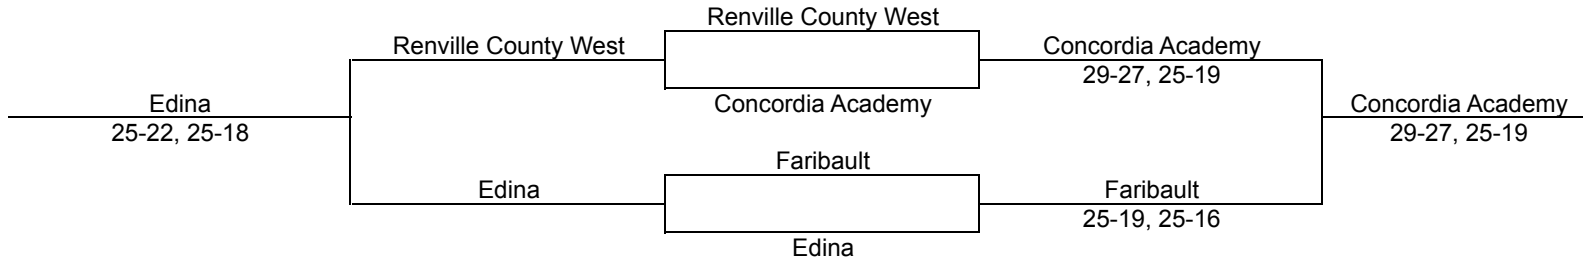 Renville County West
Renville County West
Concordia Academy
29-27, 25-19
Edina
25-22, 25-18
Concordia Academy
Concordia Academy
29-27, 25-19
Faribault
Edina
Faribault
25-19, 25-16
Edina